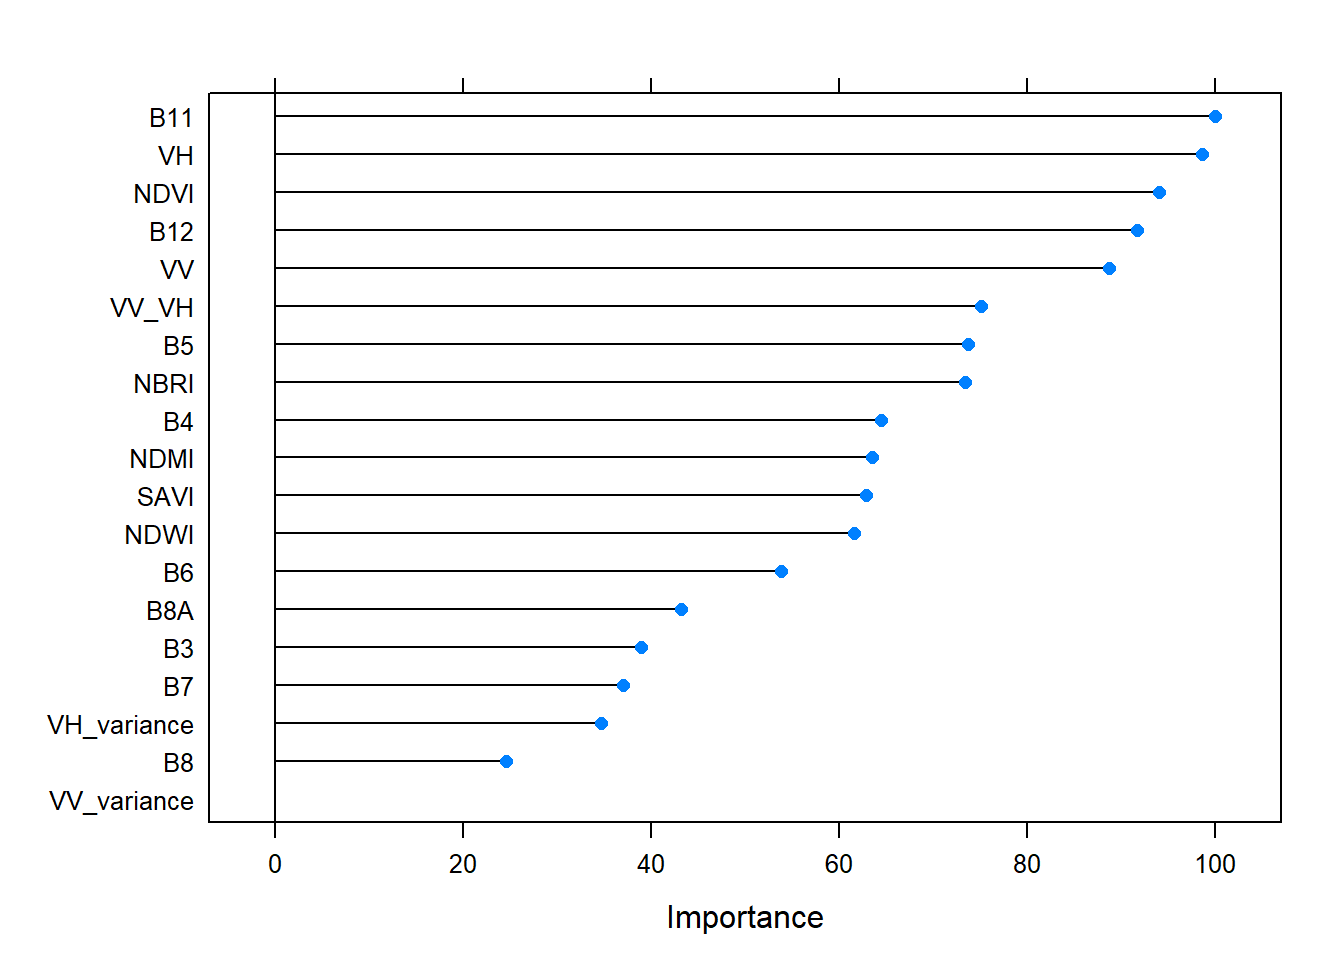 B11
VH
NDVI
B12
VV
VV_VH
B5
NBRI
B4
NDMI
SAVI
NDWI
B6
B8A
B3
B7
VH_variance
B8
VV_variance
0 20 40 60 80 100
Importance